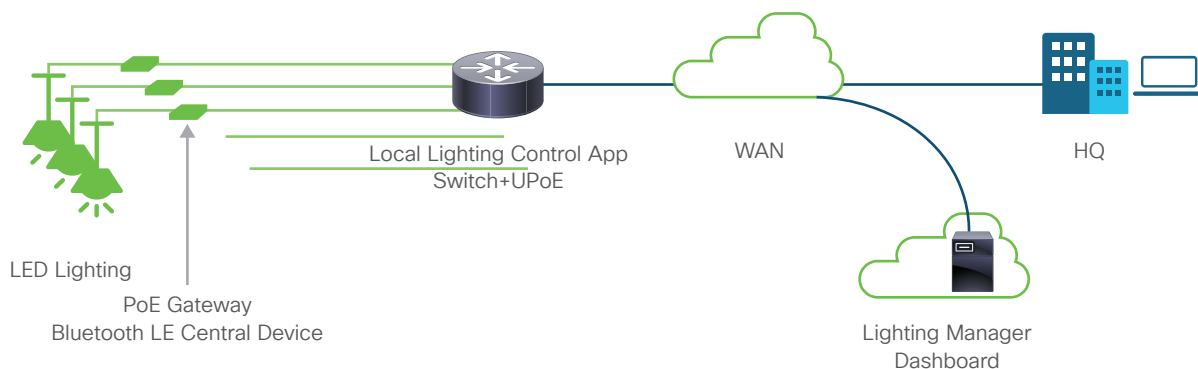 Local Lighting Control App
Switch+UPoE
WAN
HQ
LED Lighting
PoE Gateway
Bluetooth LE Central Device
Lighting Manager
Dashboard